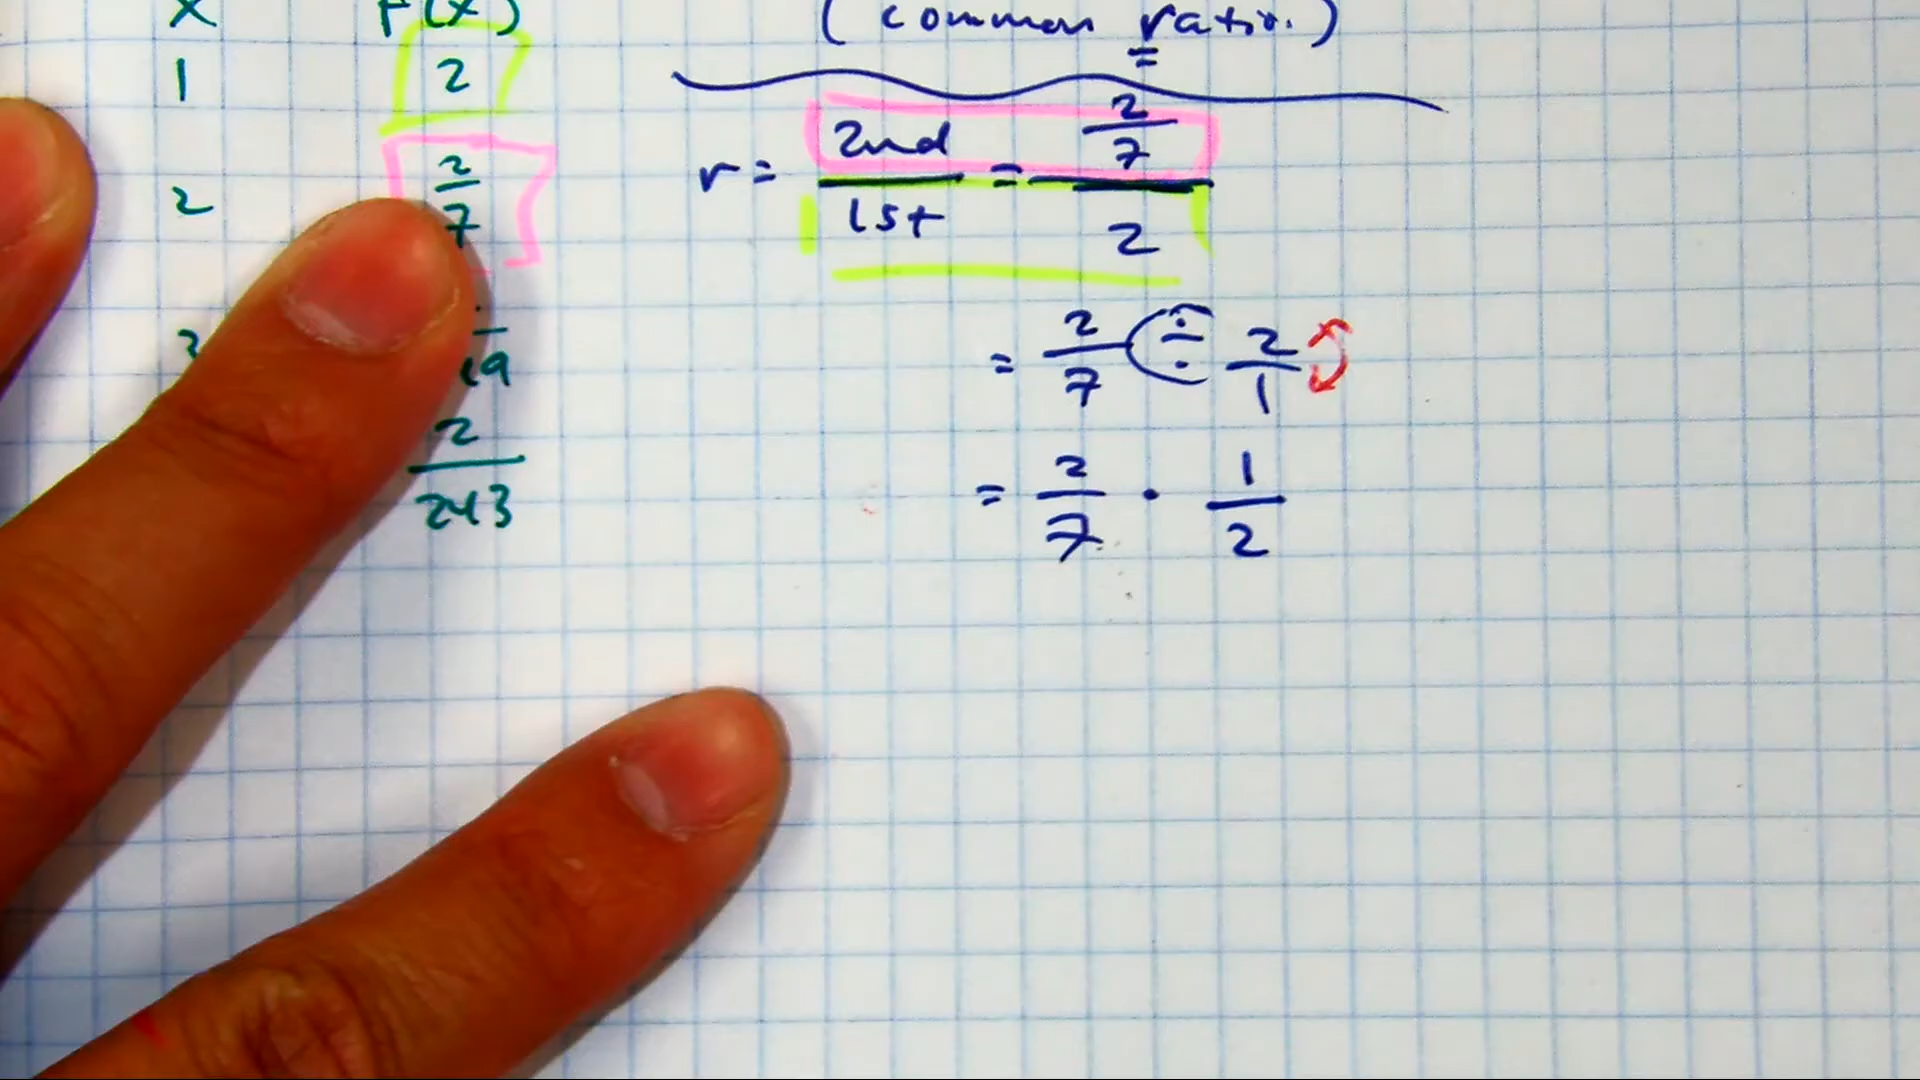 x f(x) (common ratio.)
1 2
r = 2nd/1st = 2/7 / 2
2 2/7
= 2/7 ÷ 2/1
2/243
= 2/7 · 1/2